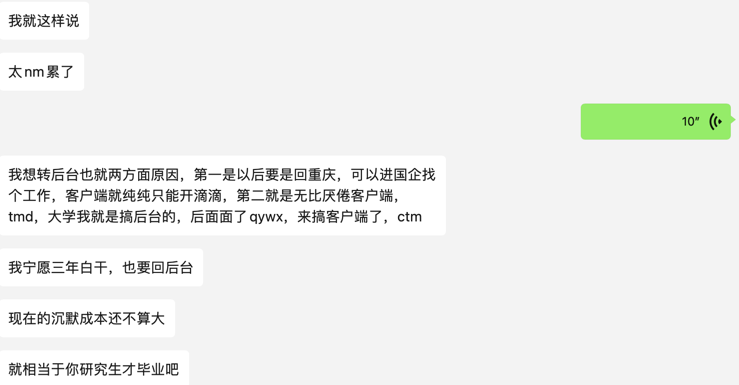 我就这样说
太nm累了
10″
我想转后台也就两方面原因，第一是以后要是回重庆，可以进国企找
个工作，客户端就纯纯只能开滴滴，第二就是无比厌倦客户端，
tmd，大学我就是搞后台的，后面面了qywx，来搞客户端了，ctm
我宁愿三年白干，也要回后台
现在的沉默成本还不算大
就相当于你研究生才毕业吧